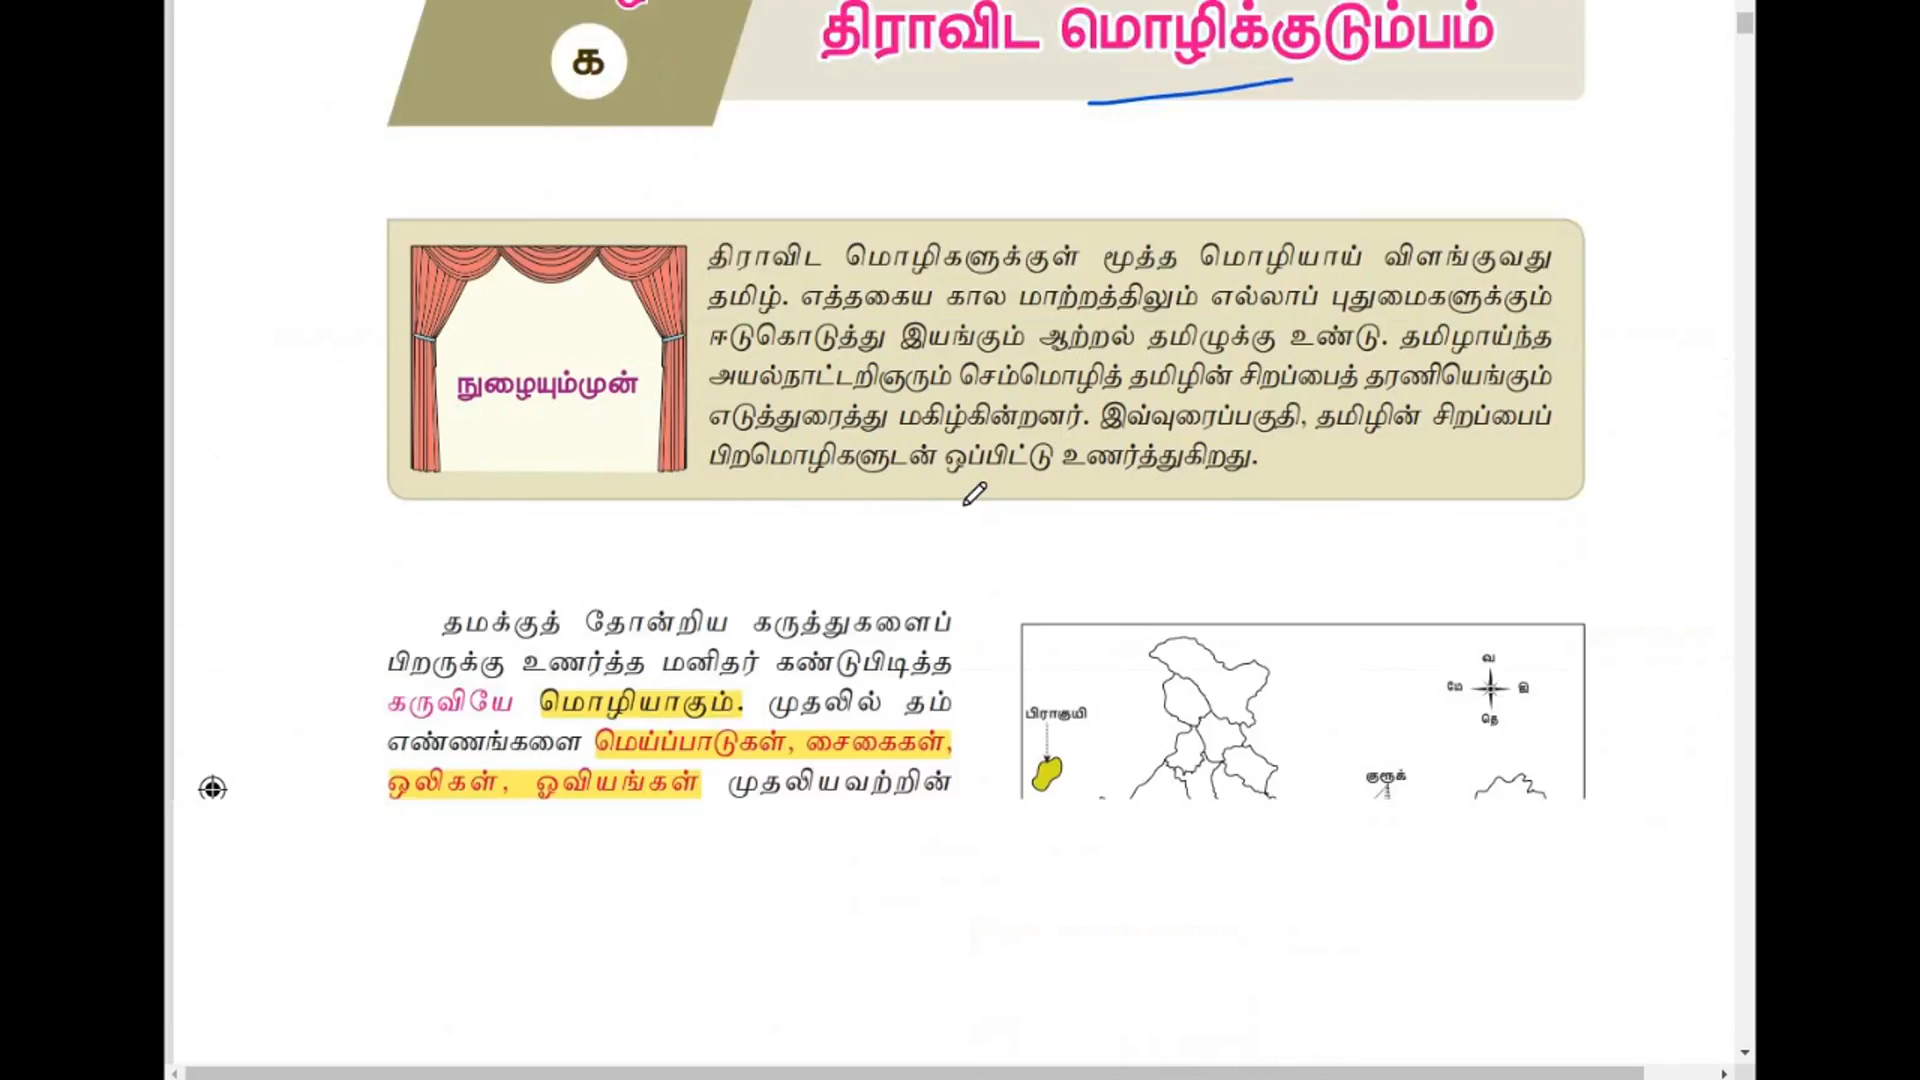 திராவிட மொழிக்குடும்பம்
க
நுழையும்முன்
திராவிட மொழிகளுக்குள் மூத்த மொழியாய் விளங்குவது
தமிழ். எத்தகைய கால மாற்றத்திலும் எல்லாப் புதுமைகளுக்கும்
ஈடுகொடுத்து இயங்கும் ஆற்றல் தமிழுக்கு உண்டு. தமிழாய்ந்த
அயல்நாட்டறிஞரும் செம்மொழித் தமிழின் சிறப்பைத் தரணியெங்கும்
எடுத்துரைத்து மகிழ்கின்றனர். இவ்வுரைப்பகுதி, தமிழின் சிறப்பைப்
பிறமொழிகளுடன் ஒப்பிட்டு உணர்த்துகிறது.
தமக்குத் தோன்றிய கருத்துகளைப்
பிறருக்கு உணர்த்த மனிதர் கண்டுபிடித்த
கருவியே மொழியாகும். முதலில் தம்
எண்ணங்களை மெய்ப்பாடுகள், சைகைகள்,
ஒலிகள், ஓவியங்கள் முதலியவற்றின்
வ
மே
தெ
பிராகுயி
குரூக்